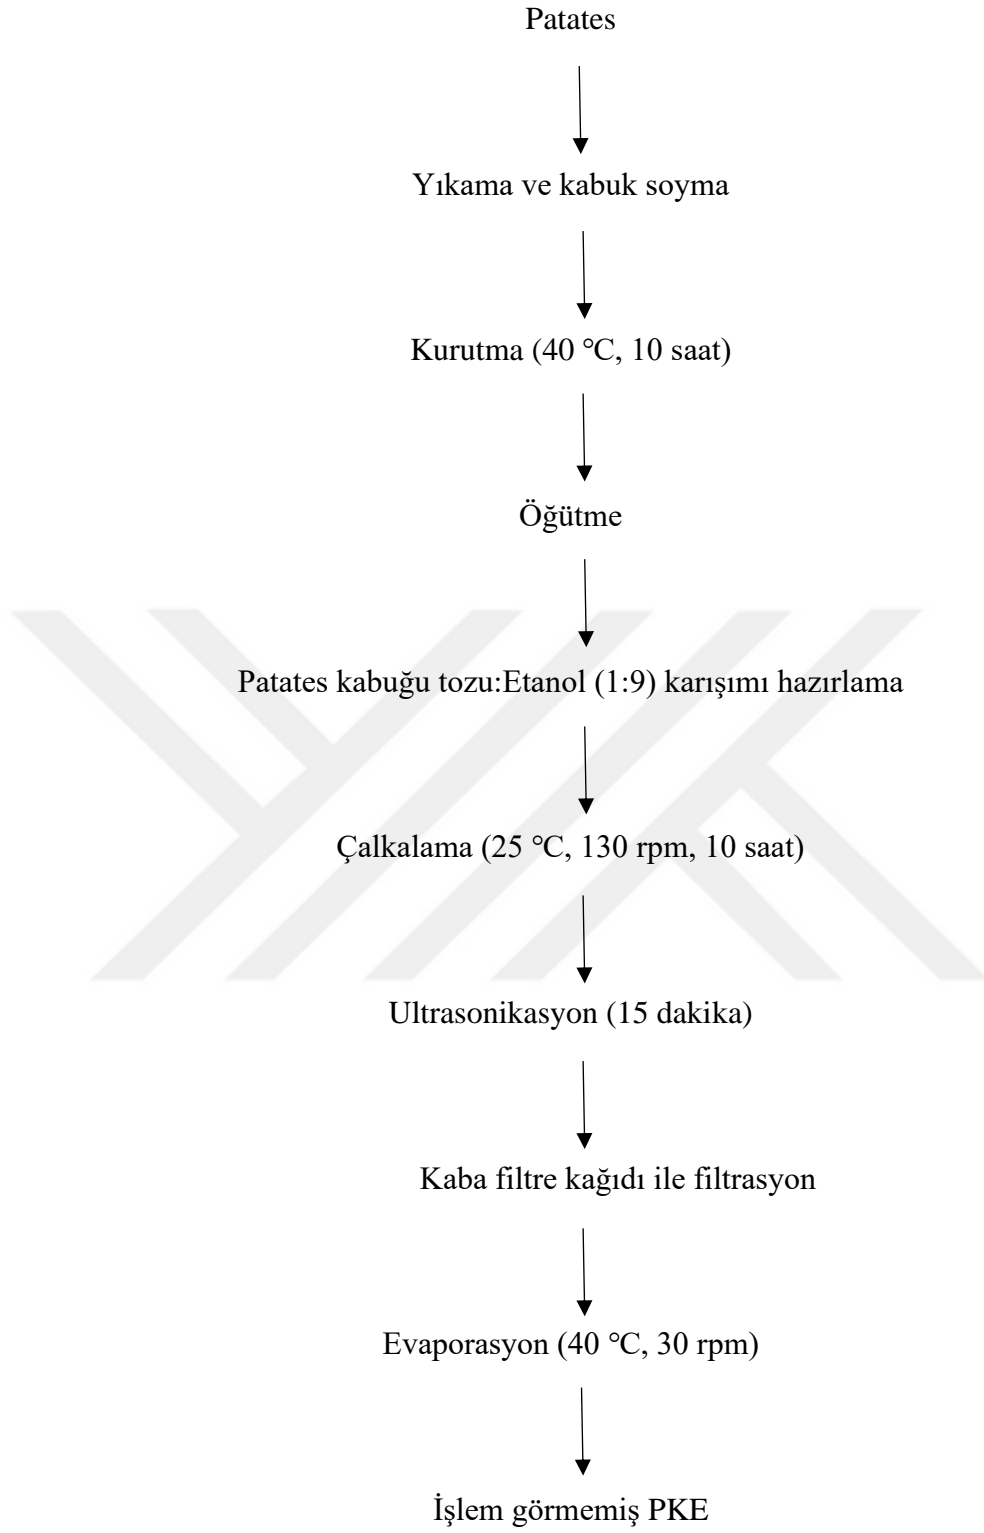 Patates
Yıkama ve kabuk soyma
Kurutma (40 °C, 10 saat)
Öğütme
Patates kabuğu tozu:Etanol (1:9) karışımı hazırlama
Çalkalama (25 °C, 130 rpm, 10 saat)
Ultrasonikasyon (15 dakika)
Kaba filtre kağıdı ile filtrasyon
Evaporasyon (40 °C, 30 rpm)
İşlem görmemiş PKE